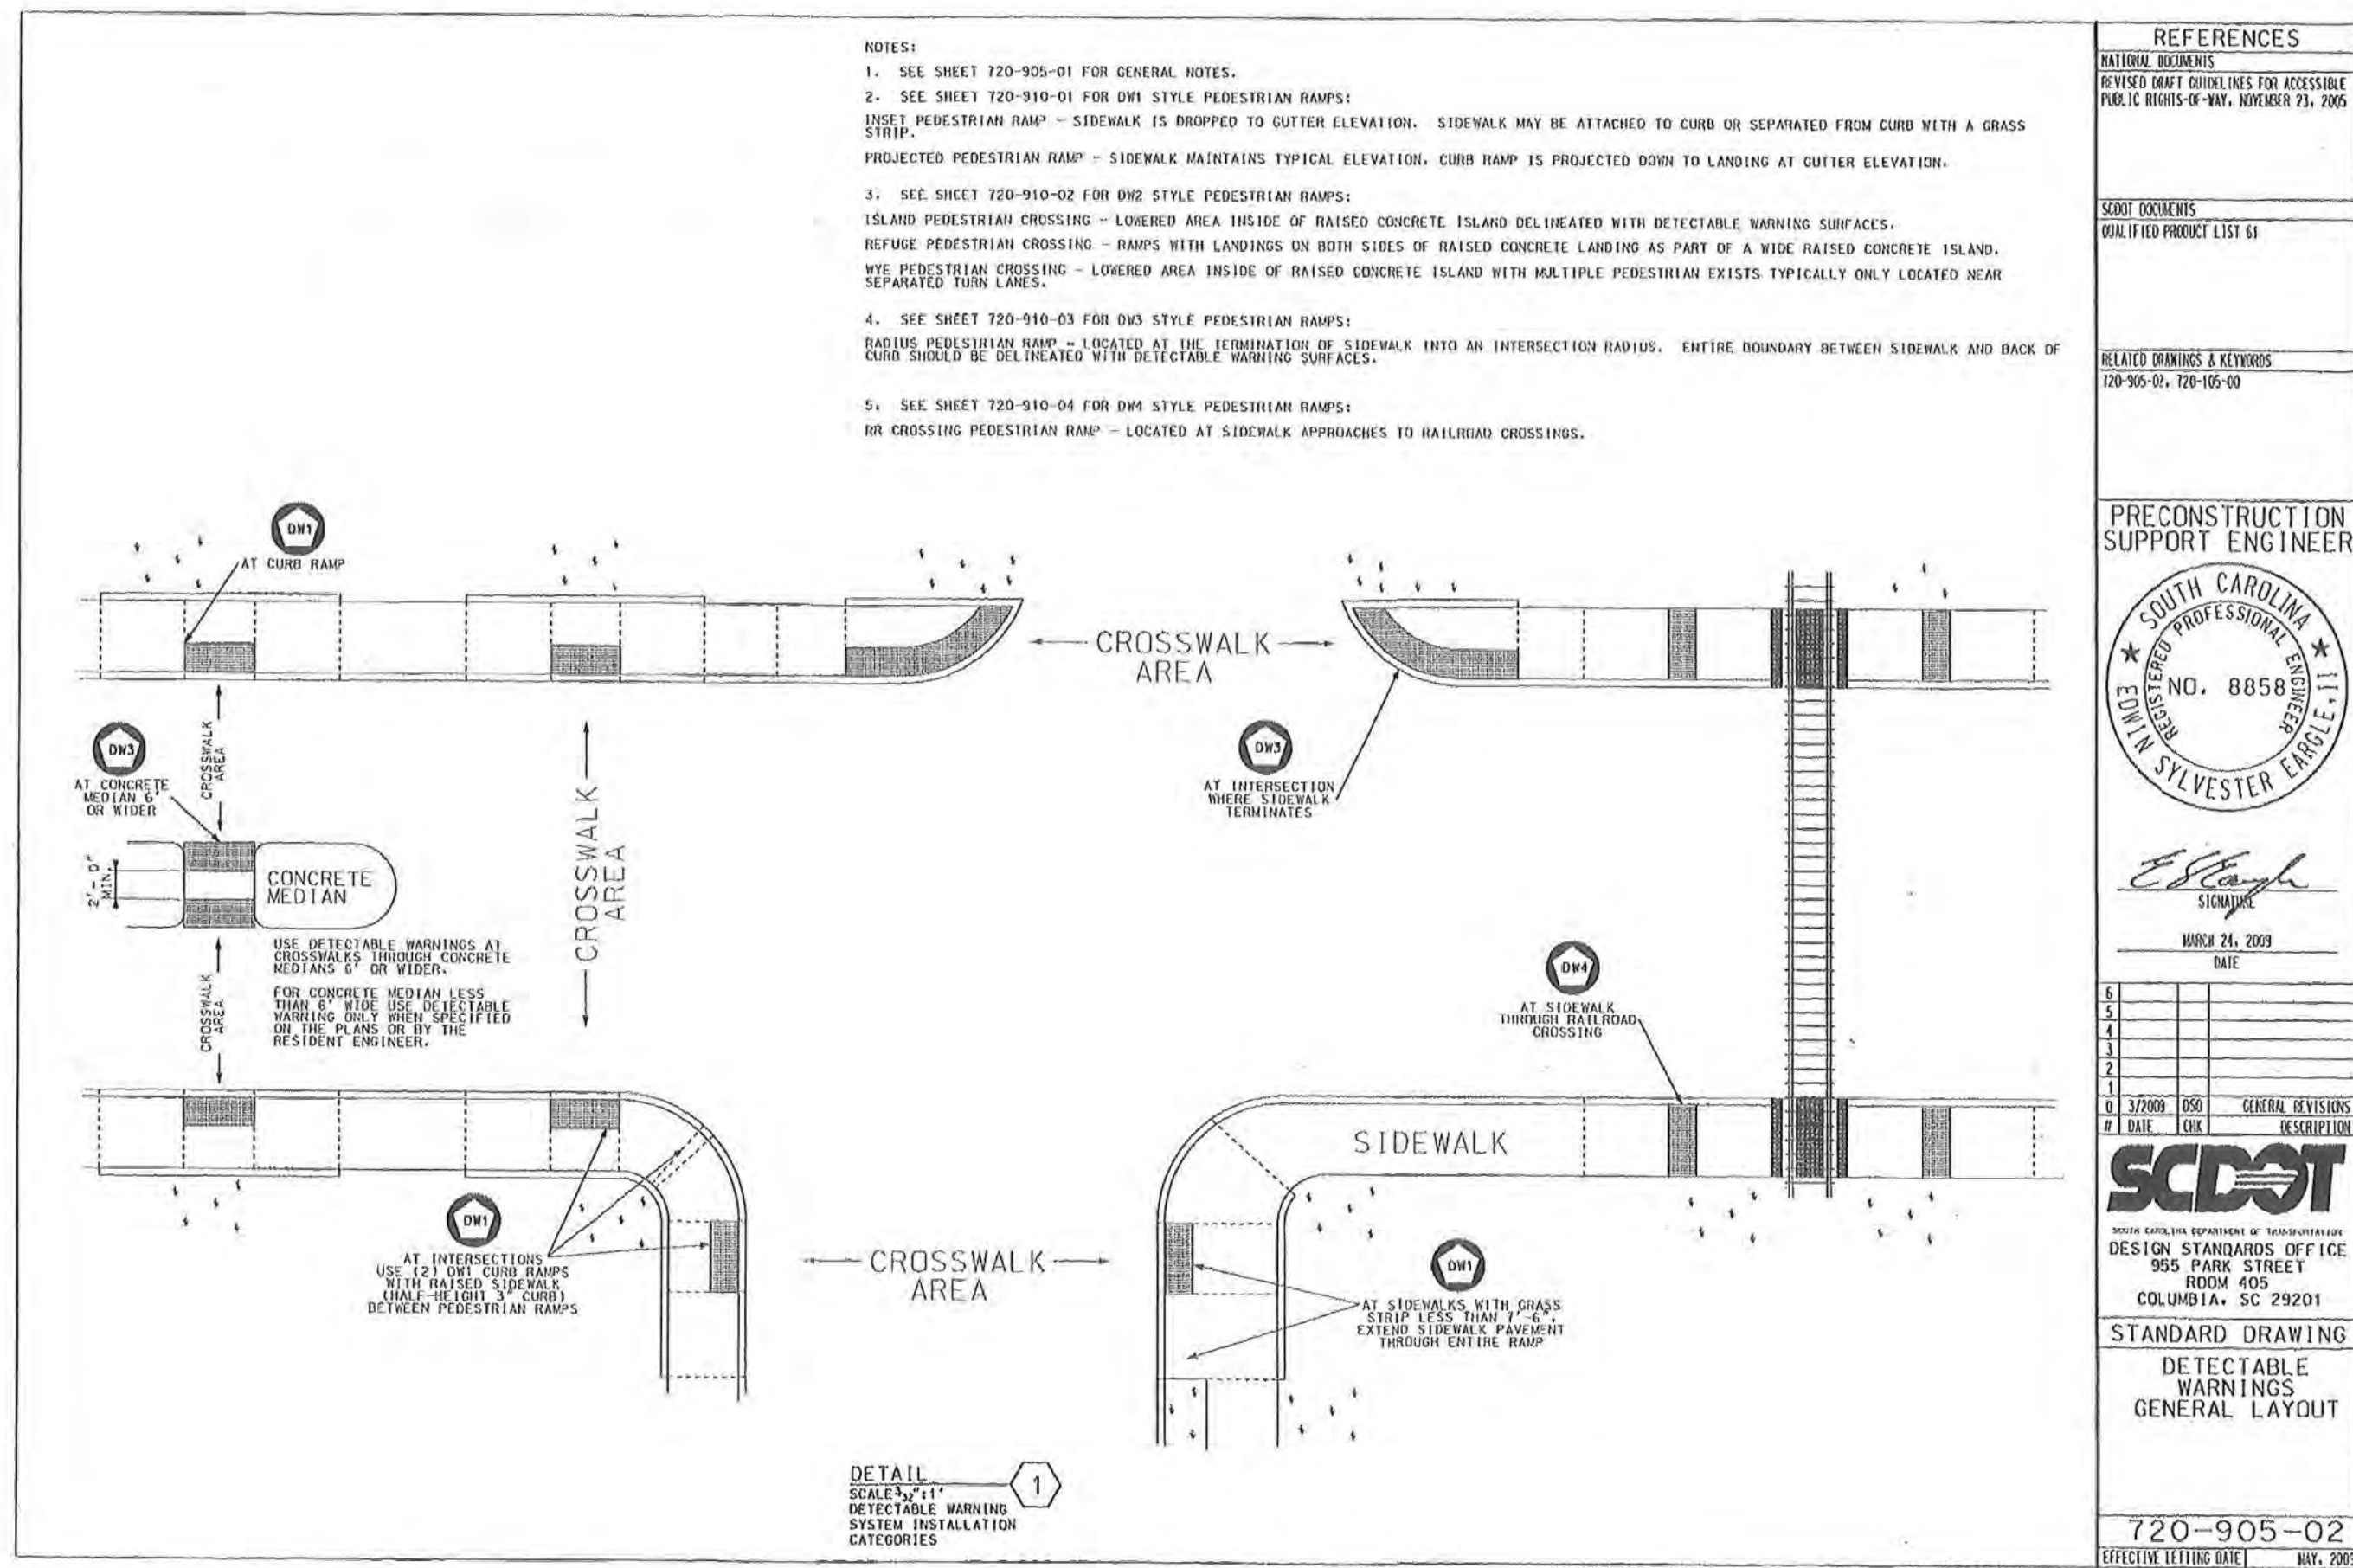 NOTES:
1. SEE SHEET 720-905-01 FOR GENERAL NOTES.
2. SEE SHEET 720-910-01 FOR DW1 STYLE PEDESTRIAN RAMPS:
INSET PEDESTRIAN RAMP - SIDEWALK IS DROPPED TO GUTTER ELEVATION. SIDEWALK MAY BE ATTACHED TO CURB OR SEPARATED FROM CURB WITH A GRASS
STRIP.
PROJECTED PEDESTRIAN RAMP - SIDEWALK MAINTAINS TYPICAL ELEVATION. CURB RAMP IS PROJECTED DOWN TO LANDING AT GUTTER ELEVATION.
3. SEE SHEET 720-910-02 FOR DW2 STYLE PEDESTRIAN RAMPS:
ISLAND PEDESTRIAN CROSSING - LOWERED AREA INSIDE OF RAISED CONCRETE ISLAND DELINEATED WITH DETECTABLE WARNING SURFACES.
REFUGE PEDESTRIAN CROSSING - RAMPS WITH LANDINGS ON BOTH SIDES OF RAISED CONCRETE LANDING AS PART OF A WIDE RAISED CONCRETE ISLAND.
WYE PEDESTRIAN CROSSING - LOWERED AREA INSIDE OF RAISED CONCRETE ISLAND WITH MULTIPLE PEDESTRIAN EXISTS TYPICALLY ONLY LOCATED NEAR
SEPARATED TURN LANES.
4. SEE SHEET 720-910-03 FOR DW3 STYLE PEDESTRIAN RAMPS:
RADIUS PEDESTRIAN RAMP - LOCATED AT THE TERMINATION OF SIDEWALK INTO AN INTERSECTION RADIUS. ENTIRE BOUNDARY BETWEEN SIDEWALK AND BACK OF
CURB SHOULD BE DELINEATED WITH DETECTABLE WARNING SURFACES.
5. SEE SHEET 720-910-04 FOR DW4 STYLE PEDESTRIAN RAMPS:
RR CROSSING PEDESTRIAN RAMP - LOCATED AT SIDEWALK APPROACHES TO RAILROAD CROSSINGS.
DW1
AT CURB RAMP
CROSSWALK
AREA
DW3
AT CONCRETE
MEDIAN 6'
OR WIDER
CROSSWALK
AREA
2'-0"
MIN.
CONCRETE
MEDIAN
CROSSWALK
AREA
USE DETECTABLE WARNINGS AT
CROSSWALKS THROUGH CONCRETE
MEDIANS 6' OR WIDER.
FOR CONCRETE MEDIAN LESS
THAN 6' WIDE USE DETECTABLE
WARNING ONLY WHEN SPECIFIED
ON THE PLANS OR BY THE
RESIDENT ENGINEER.
CROSSWALK
AREA
DW3
AT INTERSECTION
WHERE SIDEWALK
TERMINATES
DW4
AT SIDEWALK
THROUGH RAILROAD
CROSSING
SIDEWALK
DW1
AT INTERSECTIONS
USE (2) DW1 CURB RAMPS
WITH RAISED SIDEWALK
(HALF-HEIGHT 3" CURB)
BETWEEN PEDESTRIAN RAMPS
CROSSWALK
AREA
DW1
AT SIDEWALKS WITH GRASS
STRIP LESS THAN 7'-6",
EXTEND SIDEWALK PAVEMENT
THROUGH ENTIRE RAMP
DETAIL
1
SCALE 3/32":1'
DETECTABLE WARNING
SYSTEM INSTALLATION
CATEGORIES
REFERENCES
NATIONAL DOCUMENTS
REVISED DRAFT GUIDELINES FOR ACCESSIBLE
PUBLIC RIGHTS-OF-WAY, NOVEMBER 23, 2005
SCDOT DOCUMENTS
QUALIFIED PRODUCT LIST 61
RELATED DRAWINGS & KEYWORDS
720-905-02, 720-105-00
PRECONSTRUCTION
SUPPORT ENGINEER
SOUTH CAROLINA
REGISTERED PROFESSIONAL ENGINEER
NO. 8858
EDWIN SYLVESTER EARGLE, II
SIGNATURE
MARCH 24, 2009
DATE
6
5
4
3
2
1
0 3/2009 DSO GENERAL REVISIONS
# DATE CHK DESCRIPTION
SCDOT
SOUTH CAROLINA DEPARTMENT OF TRANSPORTATION
DESIGN STANDARDS OFFICE
955 PARK STREET
ROOM 405
COLUMBIA, SC 29201
STANDARD DRAWING
DETECTABLE
WARNINGS
GENERAL LAYOUT
720-905-02
EFFECTIVE LETTING DATE MAY, 2009